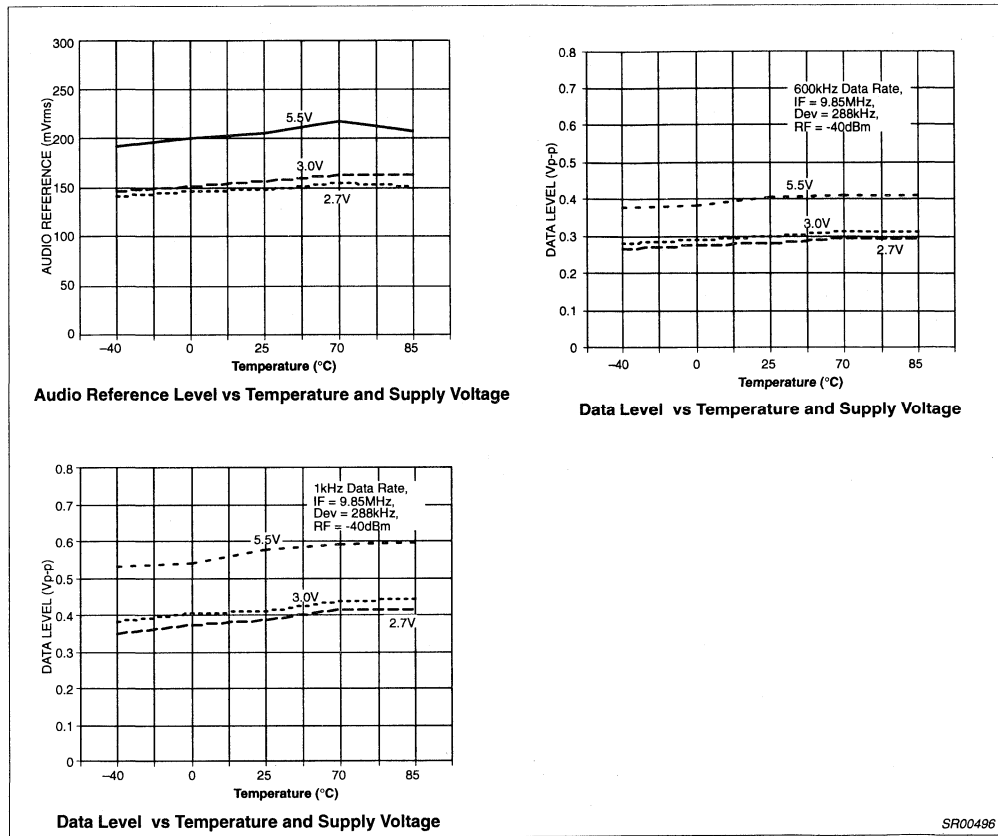 300
250
200
150
100
50
0
AUDIO REFERENCE (mVrms)
5.5V
3.0V
2.7V
–40 0 25 70 85
Temperature (°C)
Audio Reference Level vs Temperature and Supply Voltage
0.8
0.7
0.6
0.5
0.4
0.3
0.2
0.1
0
DATA LEVEL (Vp-p)
600kHz Data Rate,
IF = 9.85MHz,
Dev = 288kHz,
RF = -40dBm
5.5V
3.0V
2.7V
–40 0 25 70 85
Temperature (°C)
Data Level vs Temperature and Supply Voltage
0.8
0.7
0.6
0.5
0.4
0.3
0.2
0.1
0
DATA LEVEL (Vp-p)
1kHz Data Rate,
IF = 9.85MHz,
Dev = 288kHz,
RF = -40dBm
5.5V
3.0V
2.7V
–40 0 25 70 85
Temperature (°C)
Data Level vs Temperature and Supply Voltage
SR00496